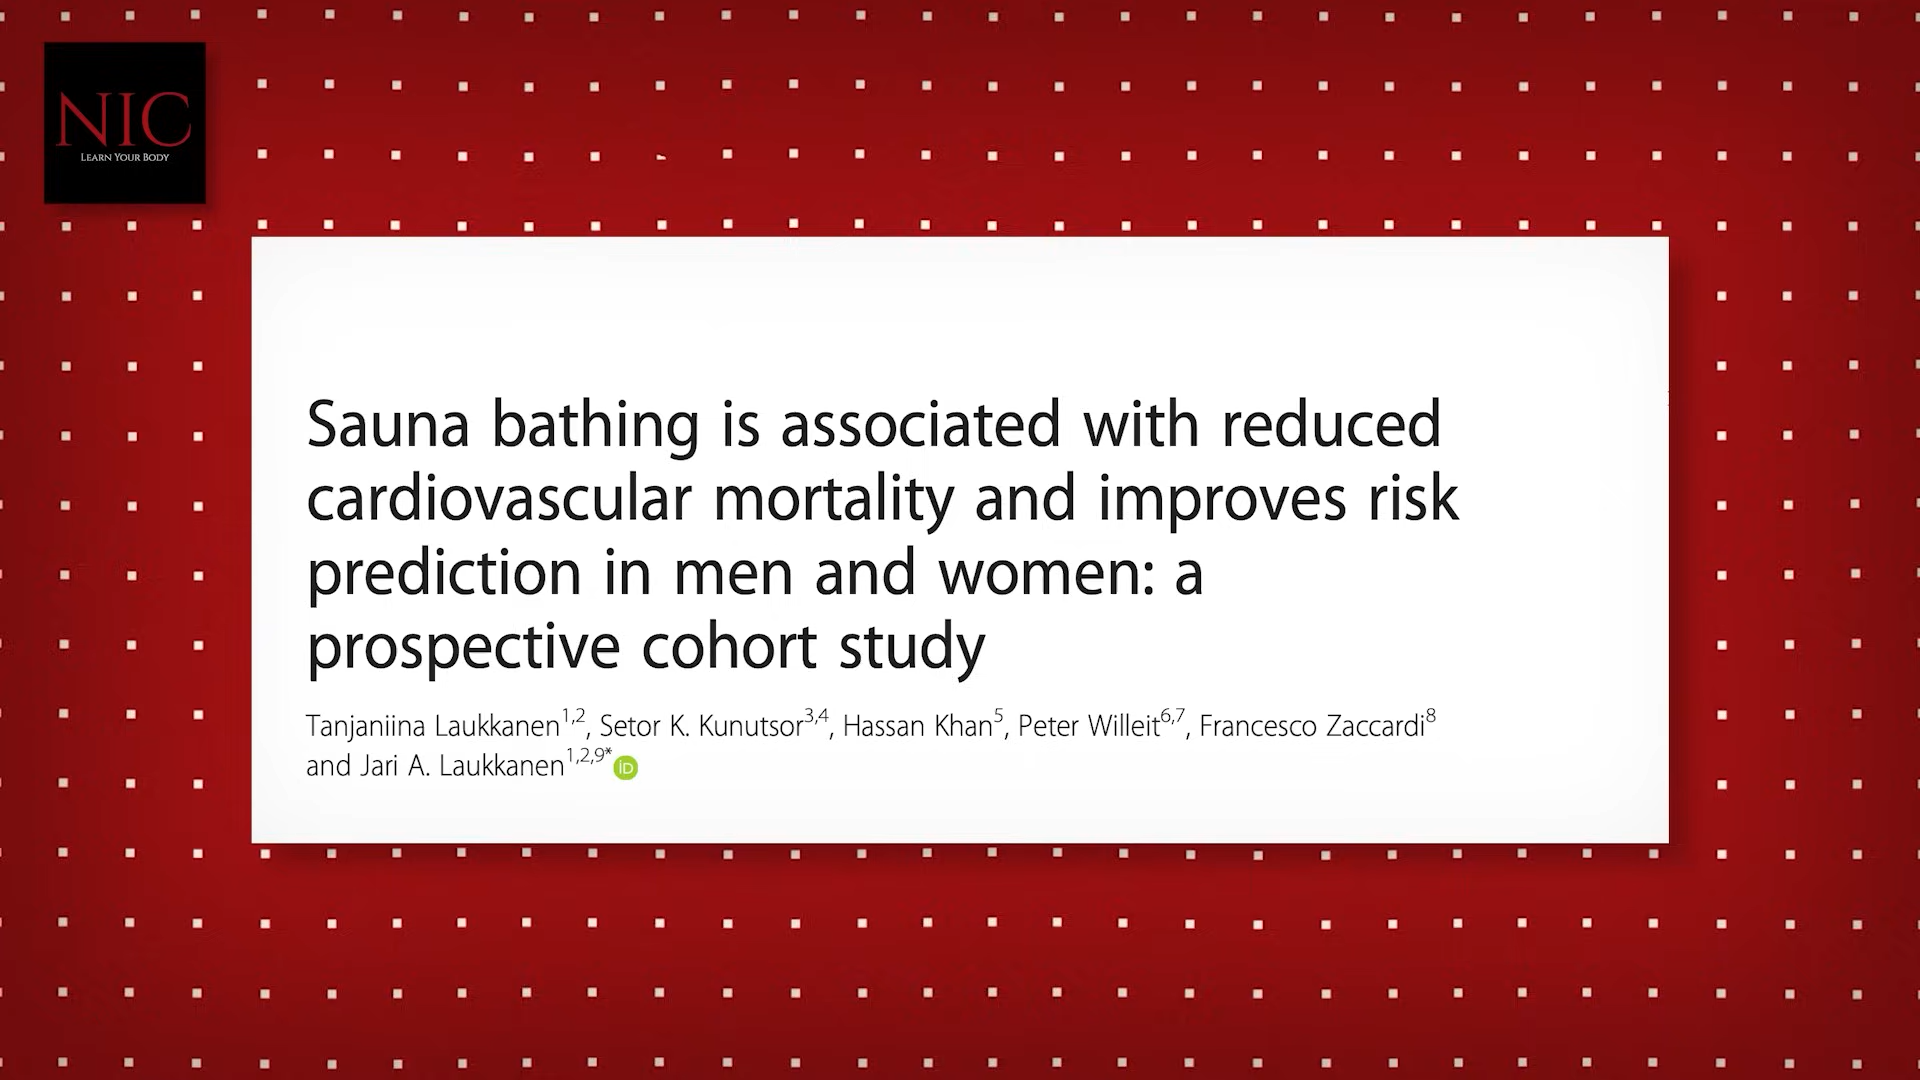 NIC
LEARN YOUR BODY
Sauna bathing is associated with reduced
cardiovascular mortality and improves risk
prediction in men and women: a
prospective cohort study
Tanjaniina Laukkanen1,2, Setor K. Kunutsor3,4, Hassan Khan5, Peter Willeit6,7, Francesco Zaccardi8
and Jari A. Laukkanen1,2,9* iD